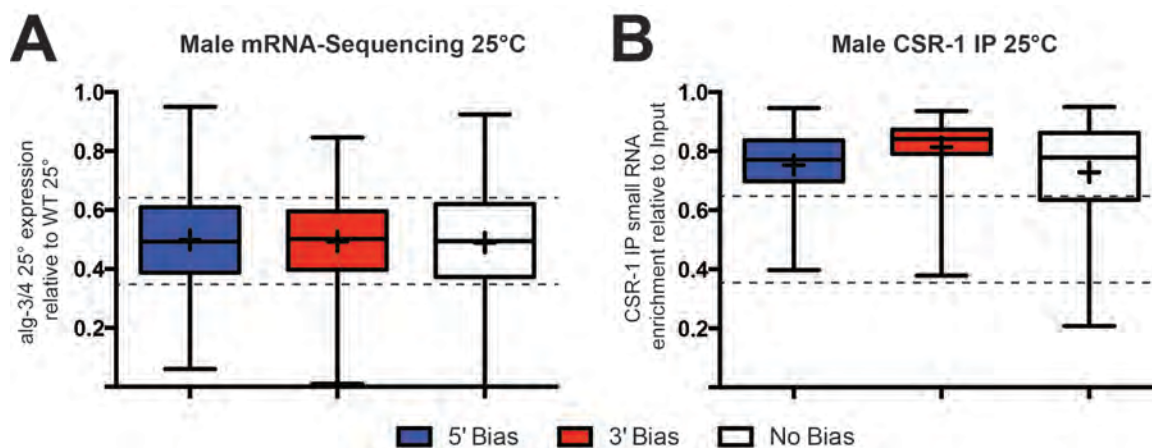 A
Male mRNA-Sequencing 25°C
alg-3/4 25° expression
relative to WT 25°
1.0
0.8
0.6
0.4
0.2
B
Male CSR-1 IP 25°C
CSR-1 IP small RNA
enrichment relative to Input
1.0
0.8
0.6
0.4
0.2
5' Bias
3' Bias
No Bias